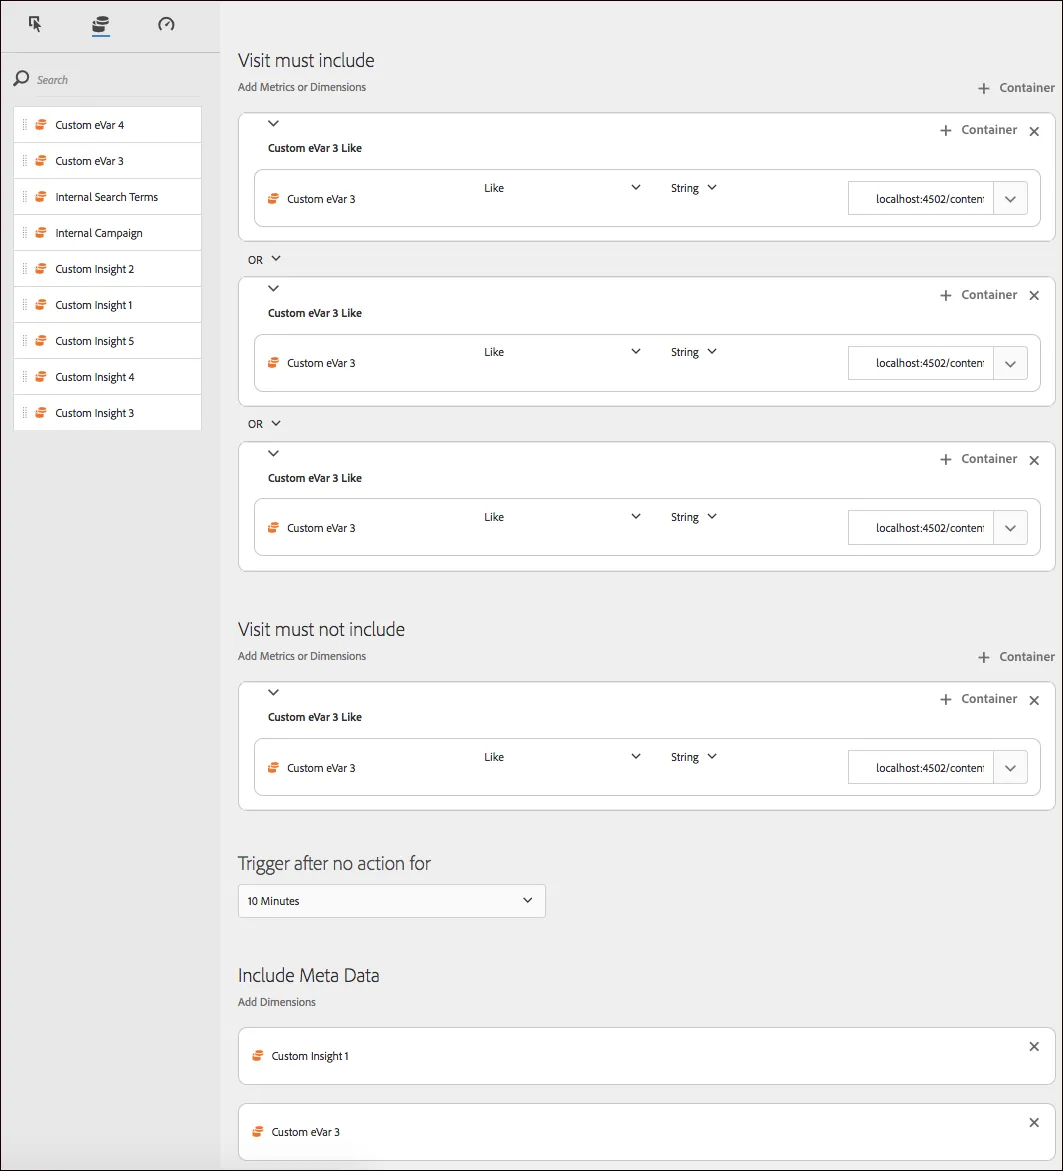 Search
Custom eVar 4
Custom eVar 3
Internal Search Terms
Internal Campaign
Custom Insight 2
Custom Insight 1
Custom Insight 5
Custom Insight 4
Custom Insight 3
Visit must include
Add Metrics or Dimensions
+ Container
+ Container ×
Custom eVar 3 Like
Custom eVar 3 Like String localhost:4502/content
OR
+ Container ×
Custom eVar 3 Like
Custom eVar 3 Like String localhost:4502/content
OR
+ Container ×
Custom eVar 3 Like
Custom eVar 3 Like String localhost:4502/content
Visit must not include
Add Metrics or Dimensions
+ Container
+ Container ×
Custom eVar 3 Like
Custom eVar 3 Like String localhost:4502/content
Trigger after no action for
10 Minutes
Include Meta Data
Add Dimensions
Custom Insight 1 ×
Custom eVar 3 ×